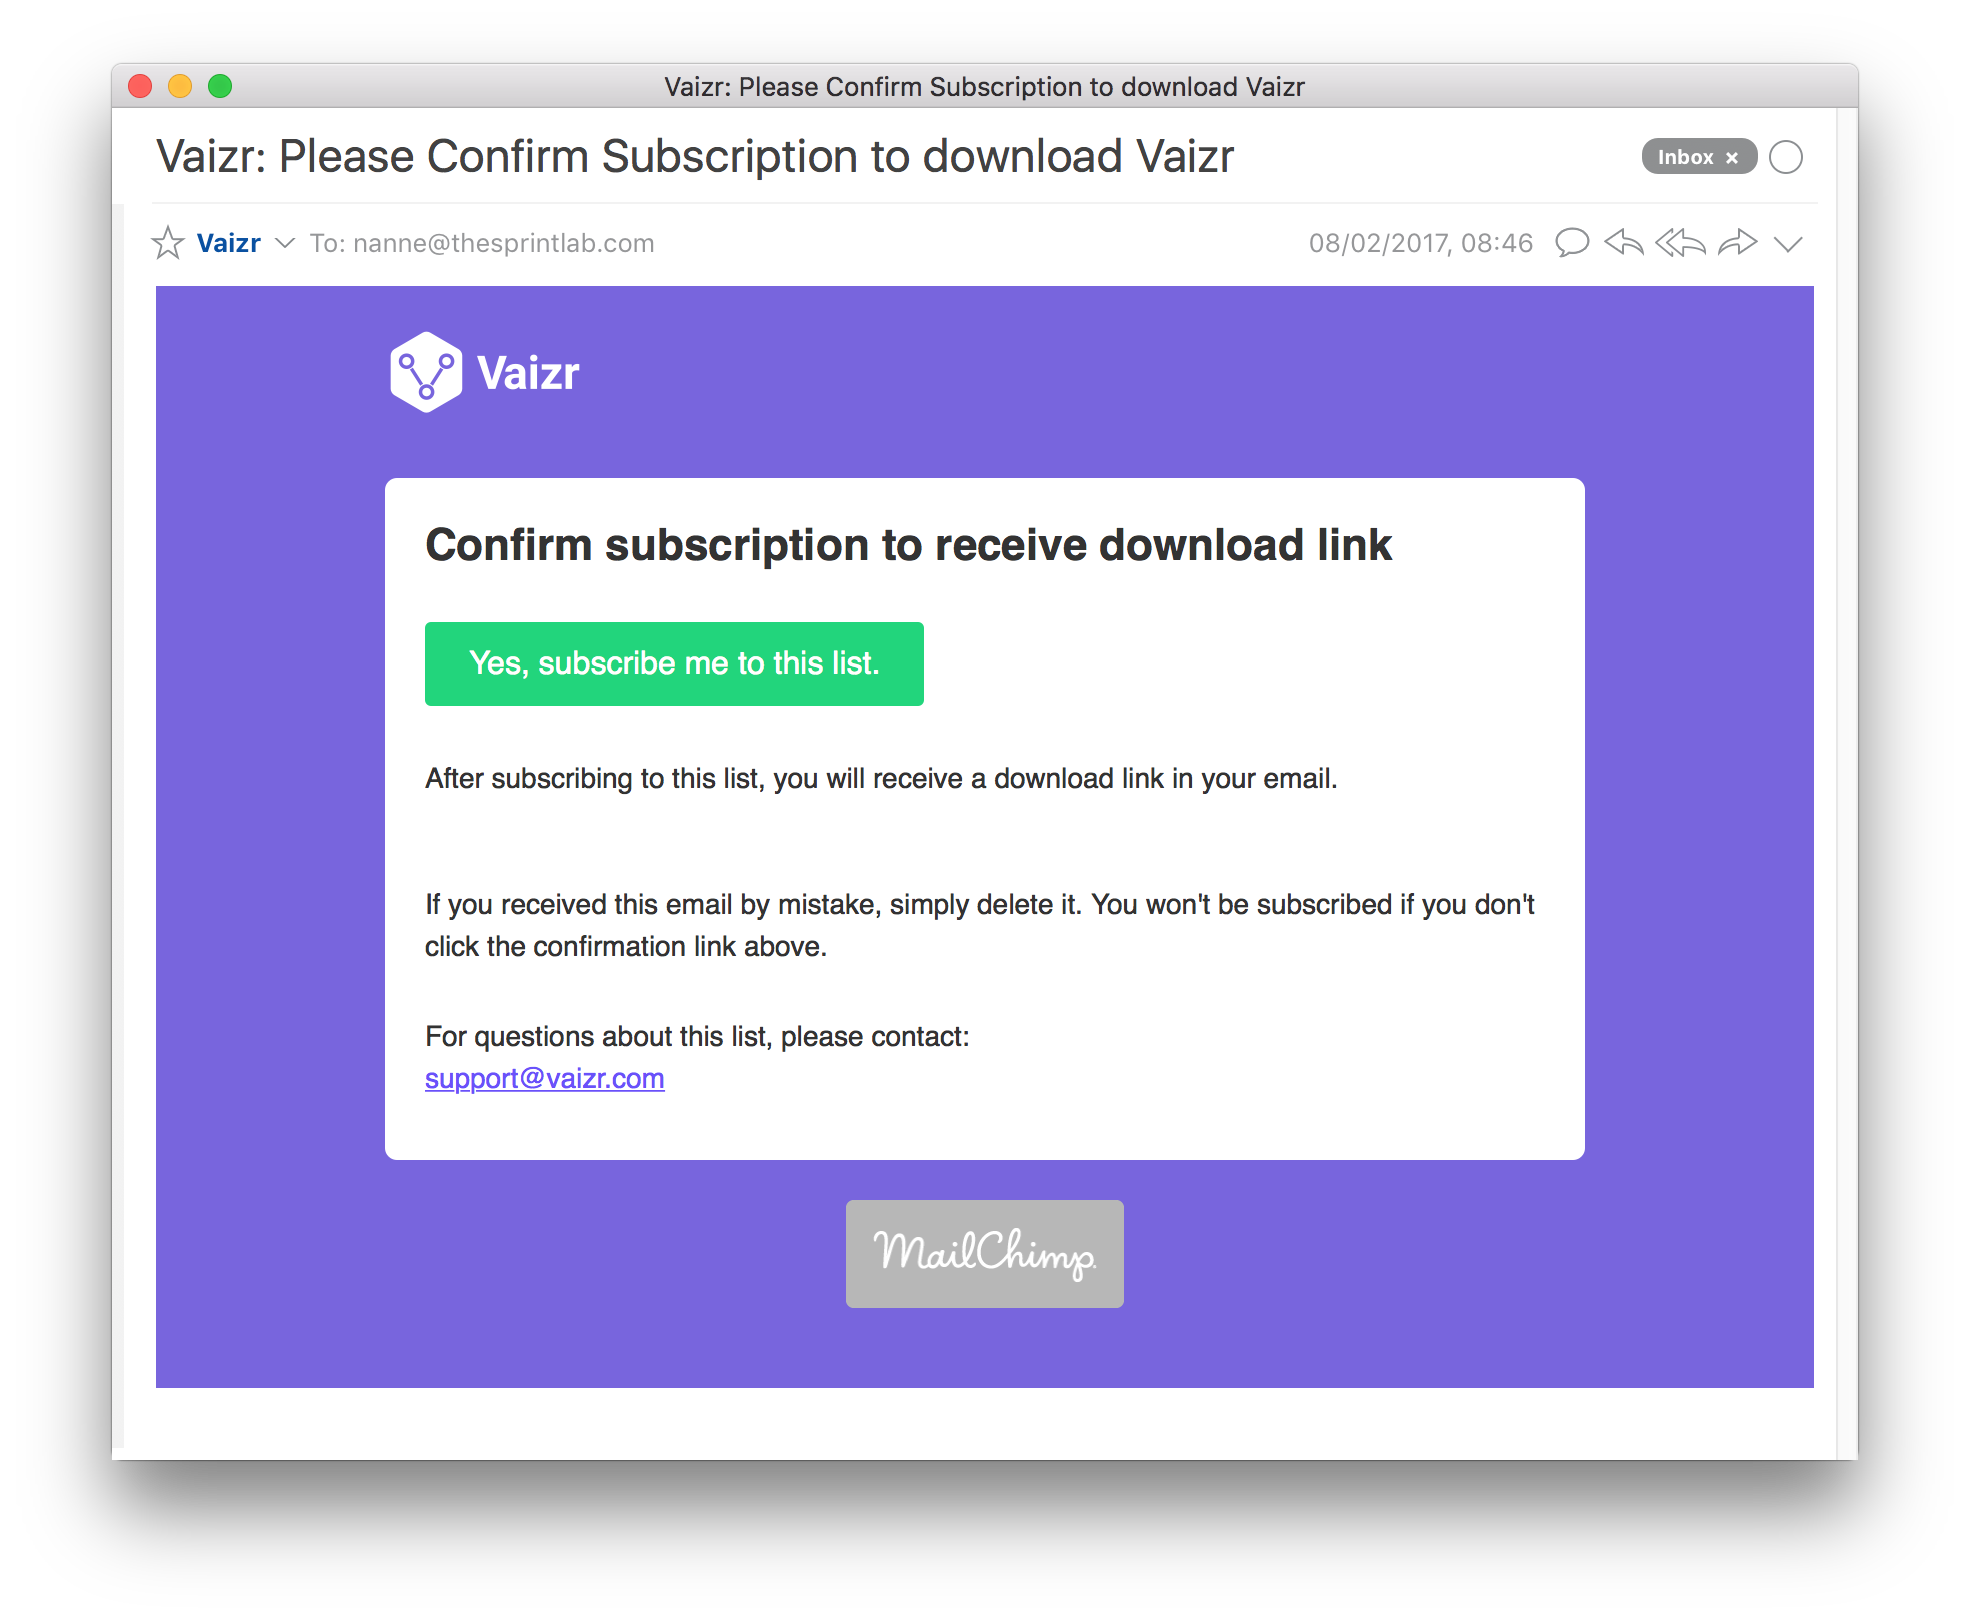 Vaizr: Please Confirm Subscription to download Vaizr
Vaizr: Please Confirm Subscription to download Vaizr
Inbox ×
Vaizr To: nanne@thesprintlab.com
08/02/2017, 08:46
Vaizr
Confirm subscription to receive download link
Yes, subscribe me to this list.
After subscribing to this list, you will receive a download link in your email.
If you received this email by mistake, simply delete it. You won't be subscribed if you don't
click the confirmation link above.
For questions about this list, please contact:
support@vaizr.com
MailChimp.